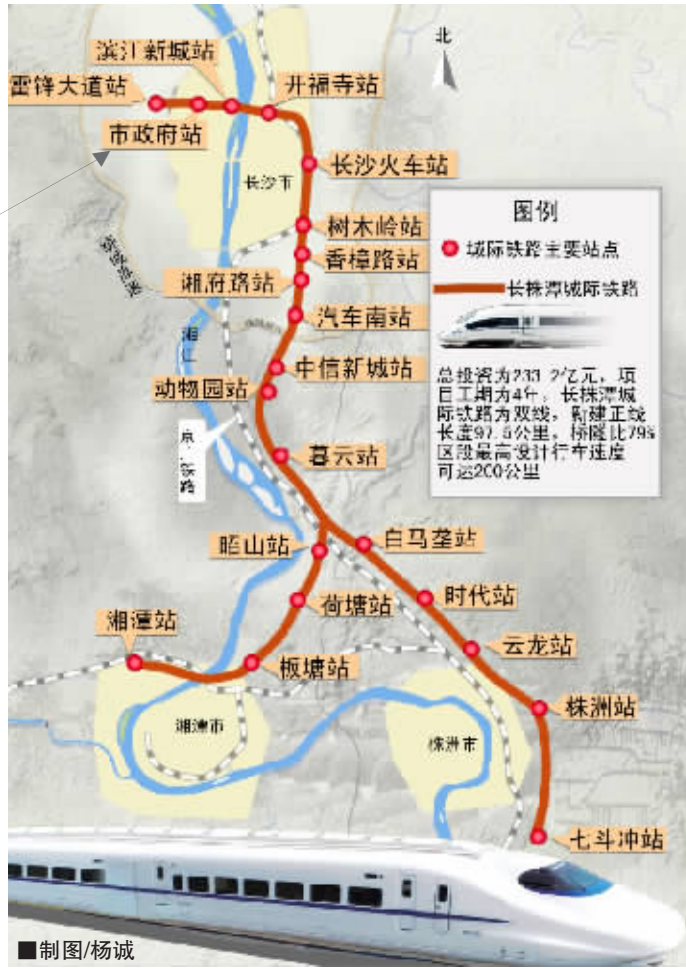 北
滨江新城站
雷锋大道站
开福寺站
市政府站
长沙火车站
长沙市
树木岭站
香樟路站
湘府路站
汽车南站
湘江
中信新城站
动物园站
暮云站
昭山站
白马垄站
荷塘站
时代站
湘潭站
云龙站
板塘站
株洲站
湘潭市
株洲市
七斗冲站
图例
城际铁路主要站点
长株潭城际铁路
总投资为233.2亿元，项
目工期为4年，长株潭城
际铁路为双线，新建正线
长度97.5公里，桥隧比79%
区段最高设计行车速度
可达200公里
■制图/杨诚